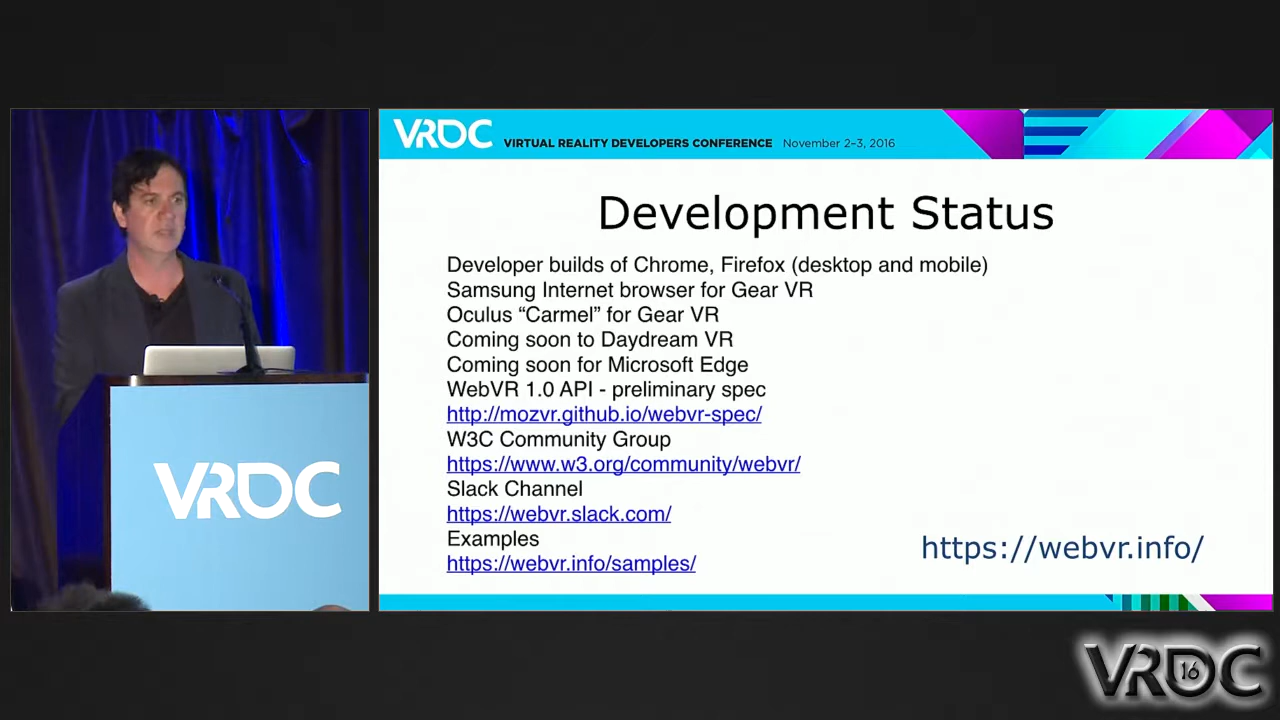 VRDC VIRTUAL REALITY DEVELOPERS CONFERENCE November 2-3, 2016
Development Status
Developer builds of Chrome, Firefox (desktop and mobile)
Samsung Internet browser for Gear VR
Oculus “Carmel” for Gear VR
Coming soon to Daydream VR
Coming soon for Microsoft Edge
WebVR 1.0 API - preliminary spec
http://mozvr.github.io/webvr-spec/
W3C Community Group
https://www.w3.org/community/webvr/
Slack Channel
https://webvr.slack.com/
Examples
https://webvr.info/samples/
https://webvr.info/
VRDC
VRDC 16